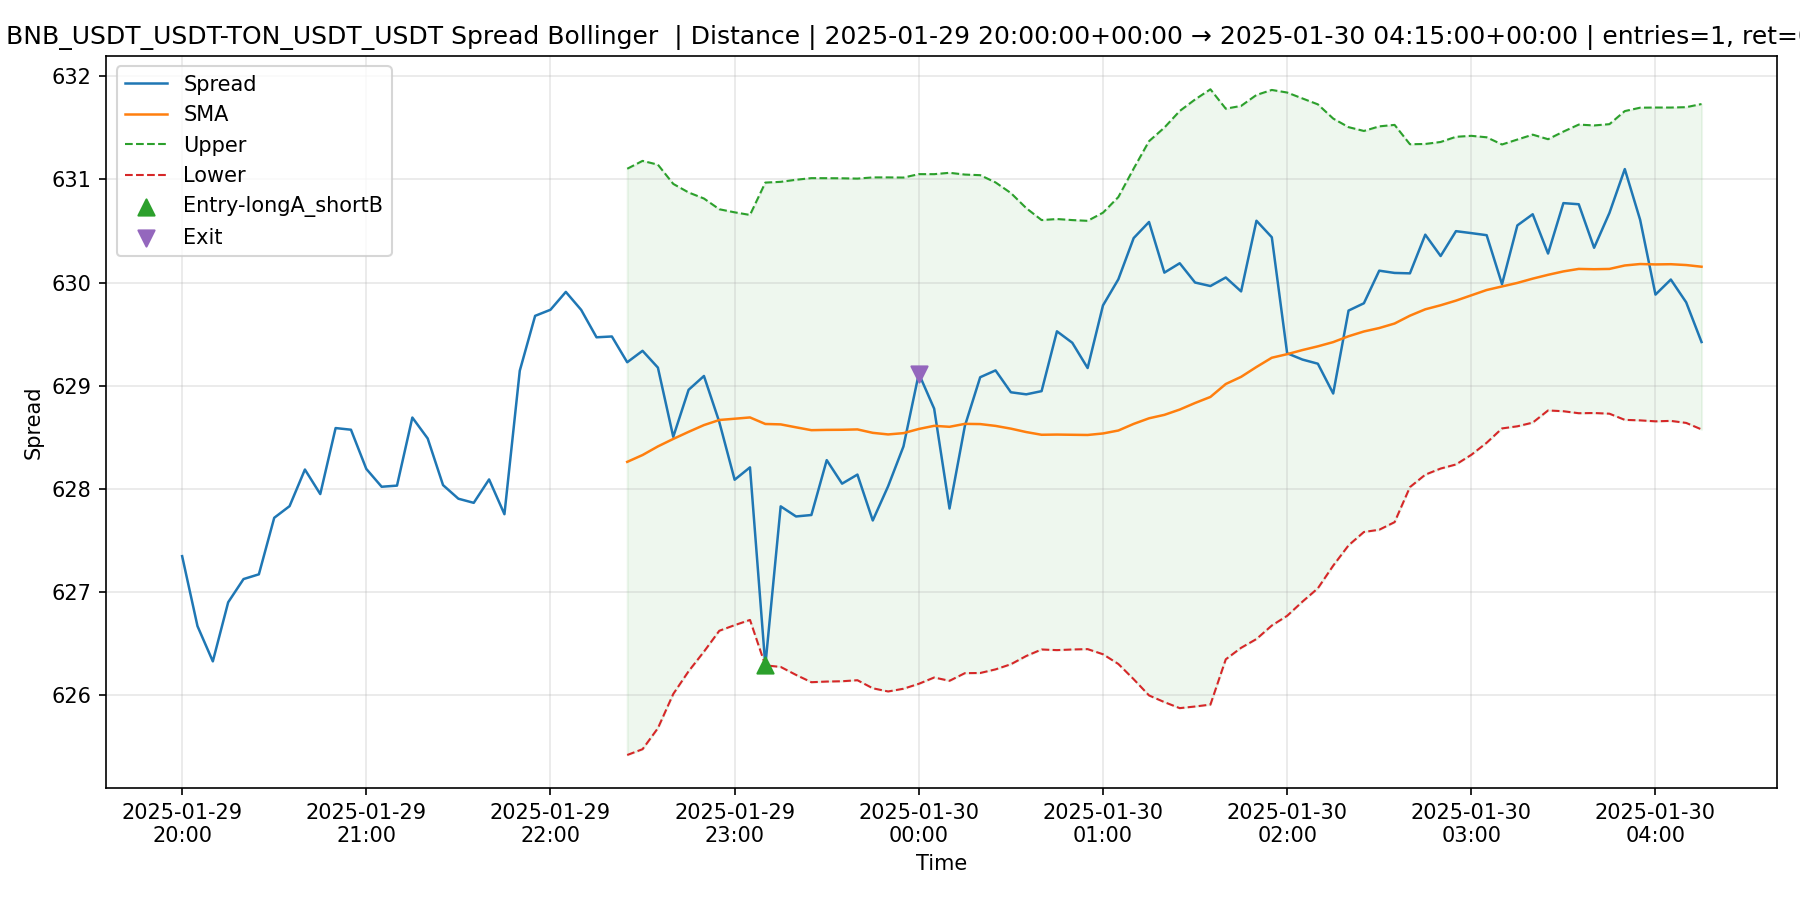 BNB_USDT_USDT-TON_USDT_USDT Spread Bollinger | Distance | 2025-01-29 20:00:00+00:00 → 2025-01-30 04:15:00+00:00 | entries=1, ret=
632
631
630
629
628
627
626
Spread
Spread
SMA
Upper
Lower
Entry-longA_shortB
Exit
2025-01-29
20:00
2025-01-29
21:00
2025-01-29
22:00
2025-01-29
23:00
2025-01-30
00:00
2025-01-30
01:00
2025-01-30
02:00
2025-01-30
03:00
2025-01-30
04:00
Time